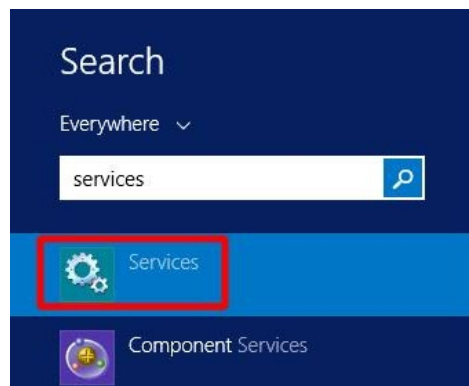 Search
Everywhere
services
Services
Component Services